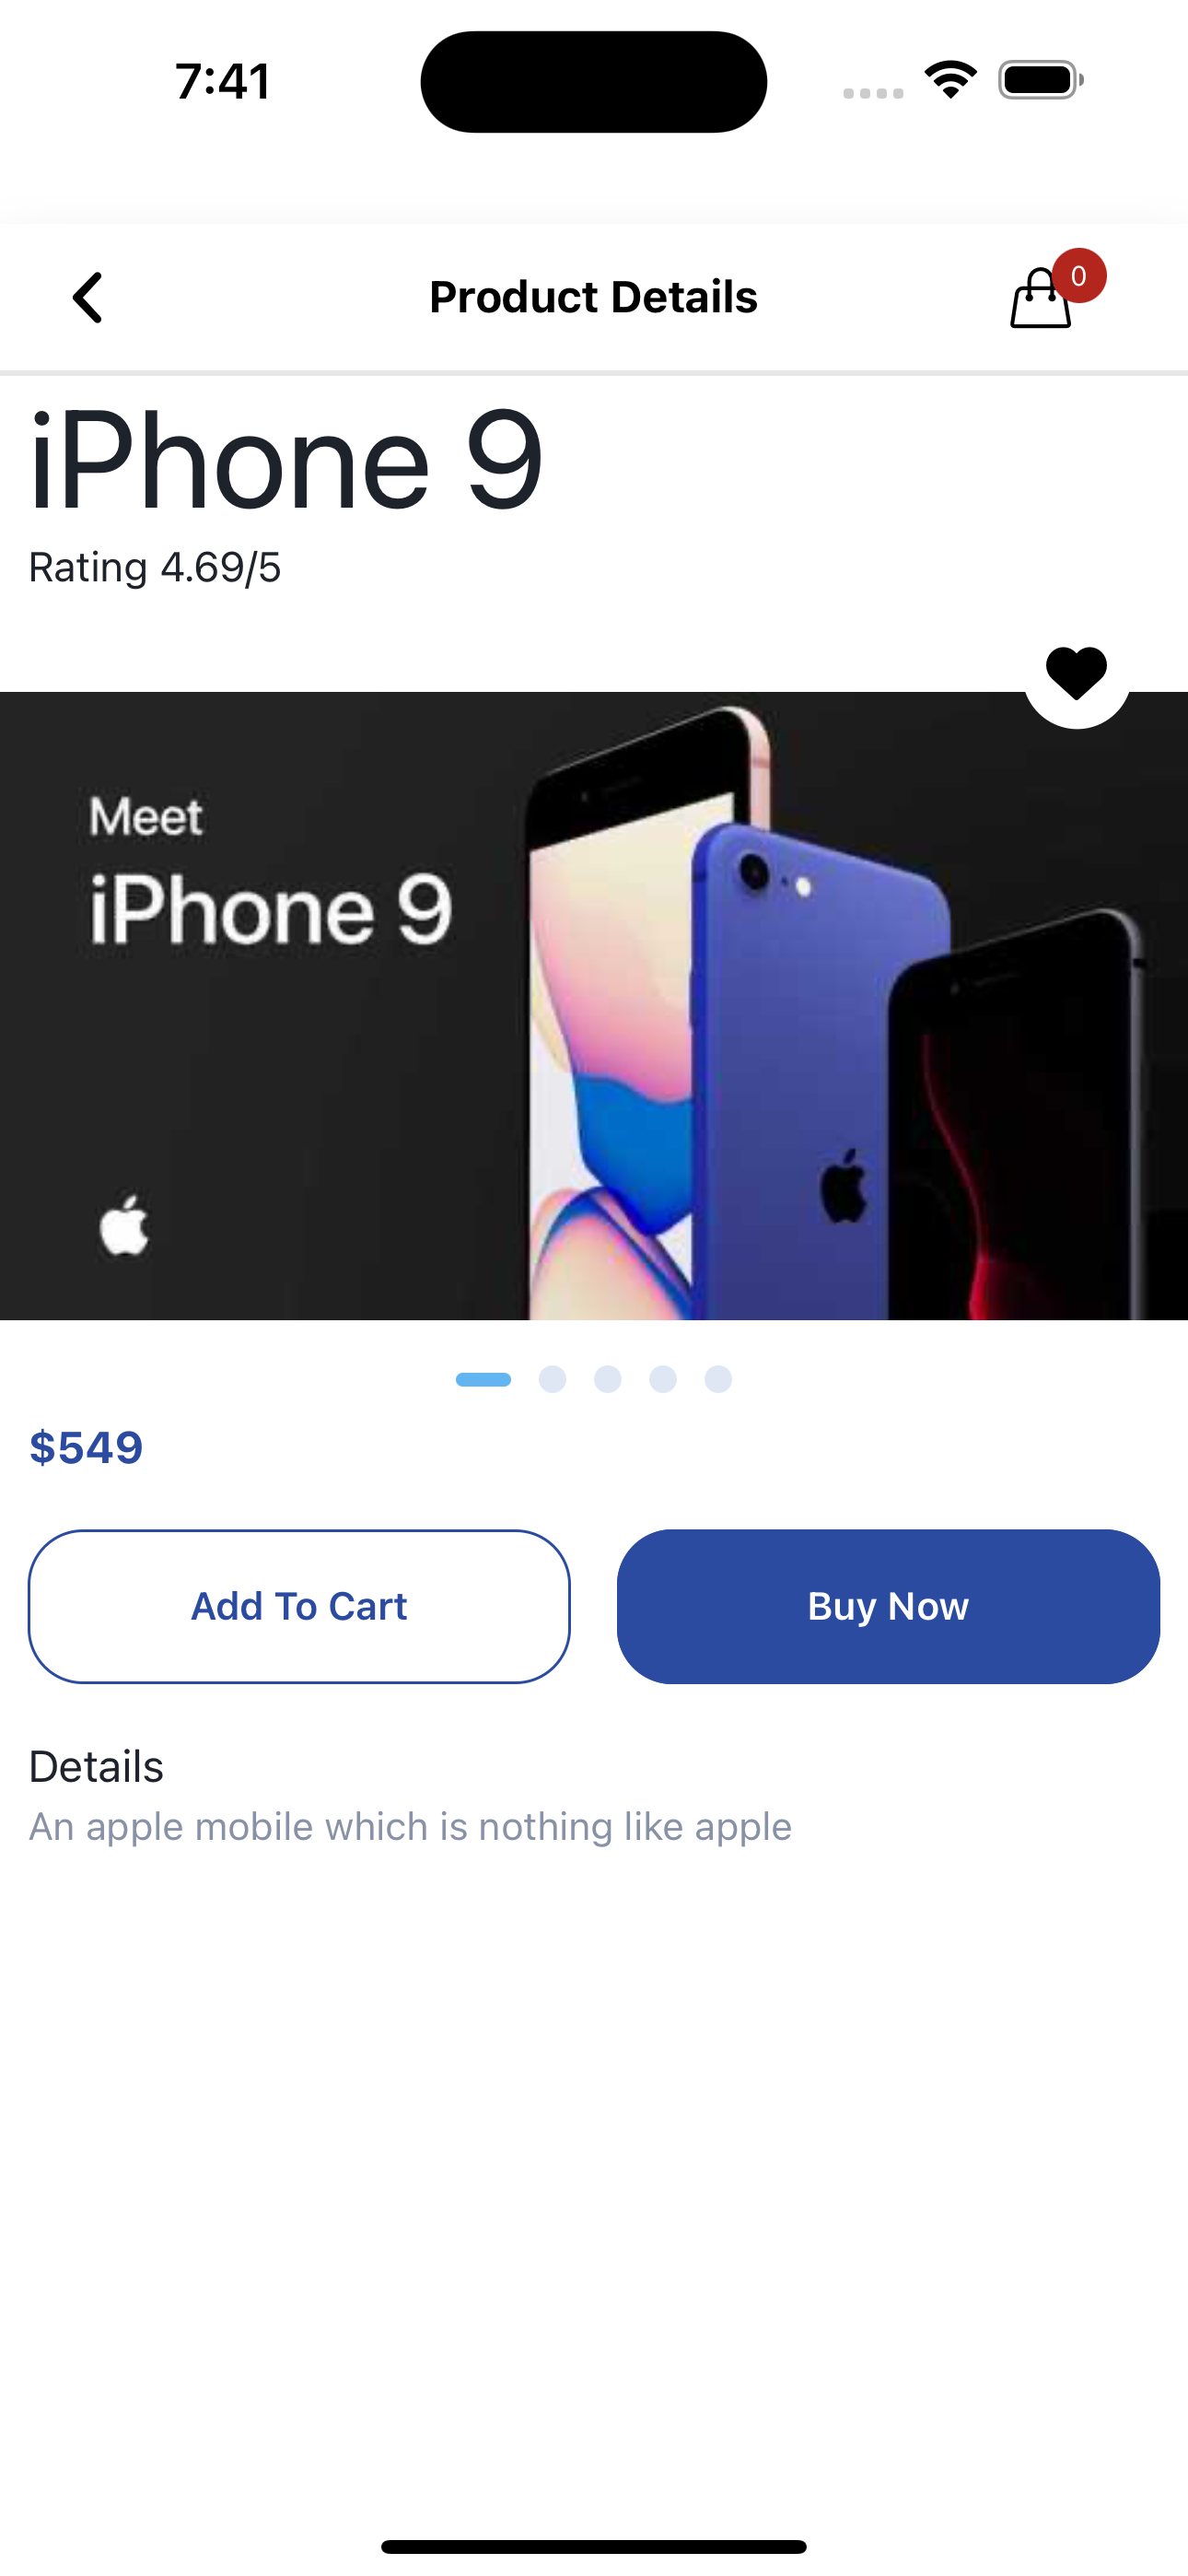 7:41
Product Details
0
iPhone 9
Rating 4.69/5
Meet
iPhone 9
$549
Add To Cart
Buy Now
Details
An apple mobile which is nothing like apple